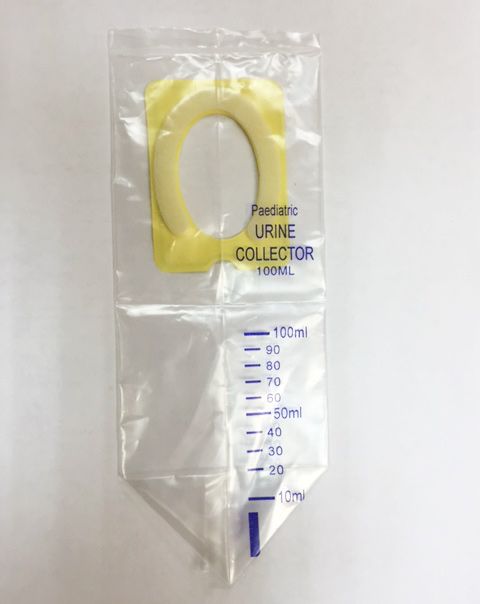 Paediatric
URINE
COLLECTOR
100ML
100ml
90
80
70
60
50ml
40
30
20
10ml